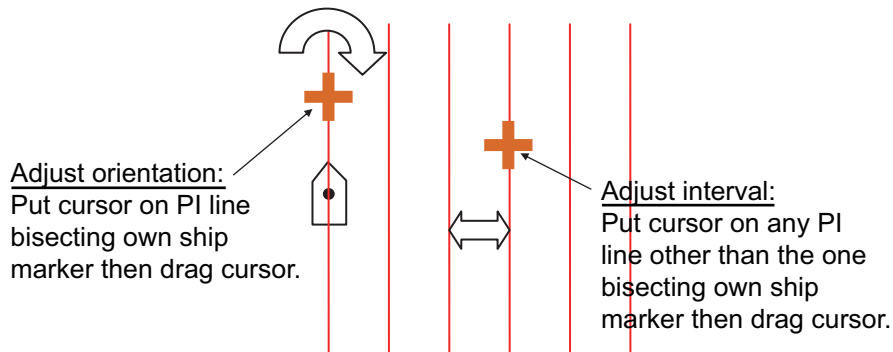 Adjust orientation:
Put cursor on PI line
bisecting own ship
marker then drag cursor.
Adjust interval:
Put cursor on any PI
line other than the one
bisecting own ship
marker then drag cursor.